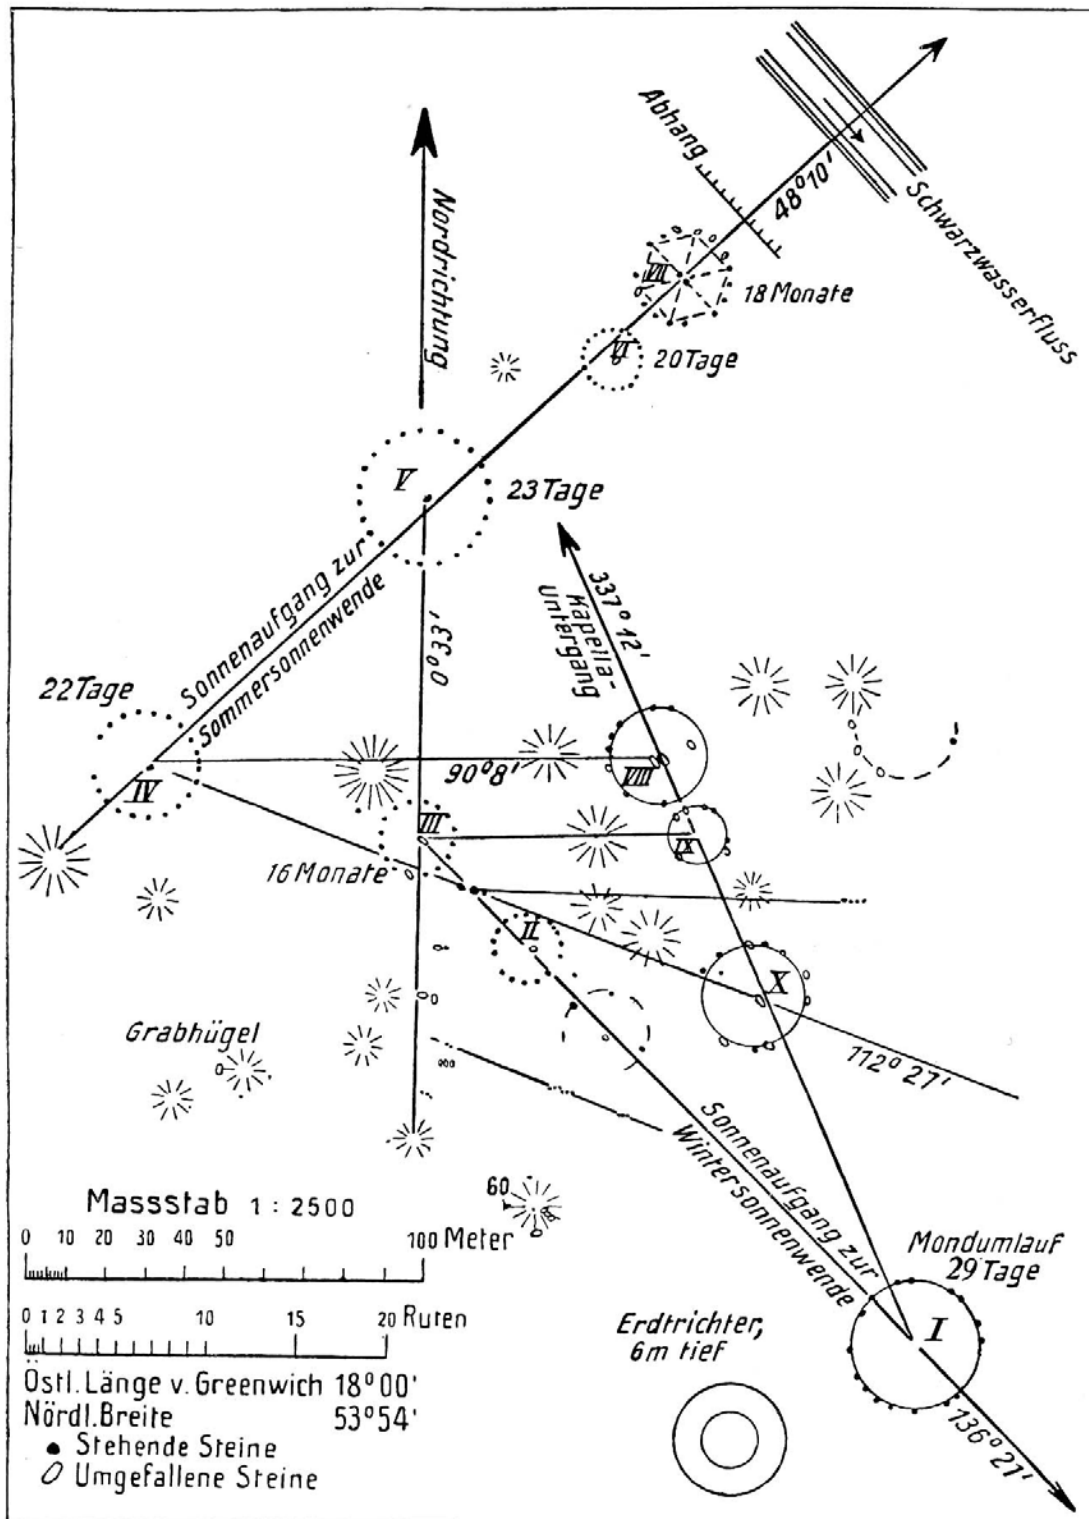 Abhang
48°10'
Schwarzwasserfluss
Nordrichtung
VII
18 Monate
VI
20 Tage
V
23 Tage
Sonnenaufgang zur
Sommersonnenwende
0°33'
337° 12'
Kapella-
Untergang
22 Tage
IV
90°8'
VIII
III
IX
16 Monate
II
X
112° 27'
Grabhügel
Sonnenaufgang zur
Wintersonnenwende
60
Massstab 1 : 2500
0 10 20 30 40 50 100 Meter
0 1 2 3 4 5 10 15 20 Ruten
Mondumlauf
29 Tage
I
136° 21'
Erdtrichter,
6m tief
Östl. Länge v. Greenwich 18°00'
Nördl. Breite 53°54'
Stehende Steine
Umgefallene Steine